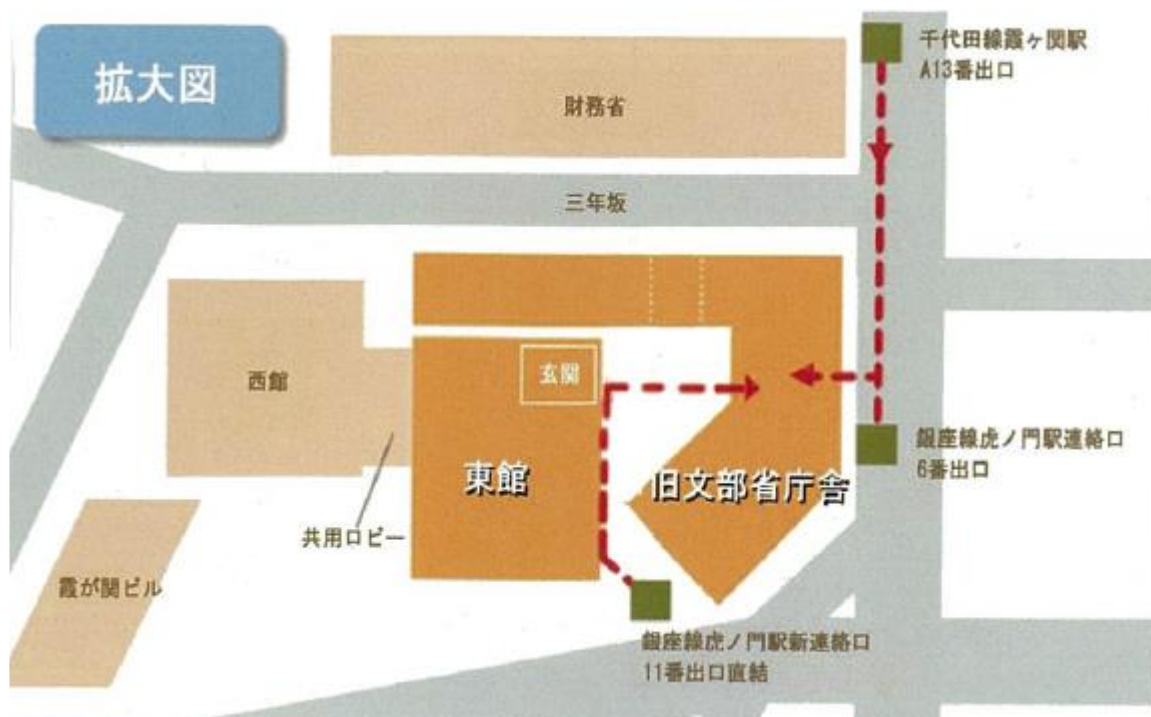 拡大図
千代田線霞ヶ関駅
A13番出口
財務省
三年坂
西館
玄関
東館
旧文部省庁舎
銀座線虎ノ門駅連絡口
6番出口
共用ロビー
霞が関ビル
銀座線虎ノ門駅新連絡口
11番出口直結